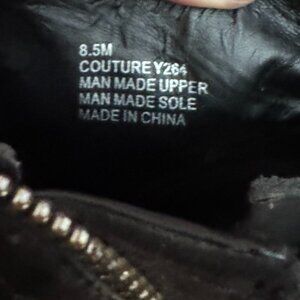 8.5M
COUTURE Y264
MAN MADE UPPER
MAN MADE SOLE
MADE IN CHINA